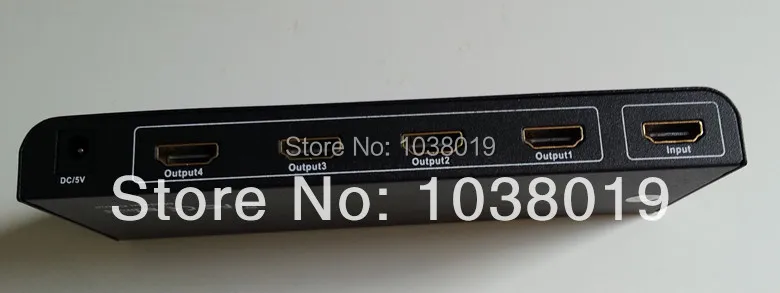 Store No: 1038019
DC/5V
Output4
Output3
Output2
Output1
Input
Store No: 1038019